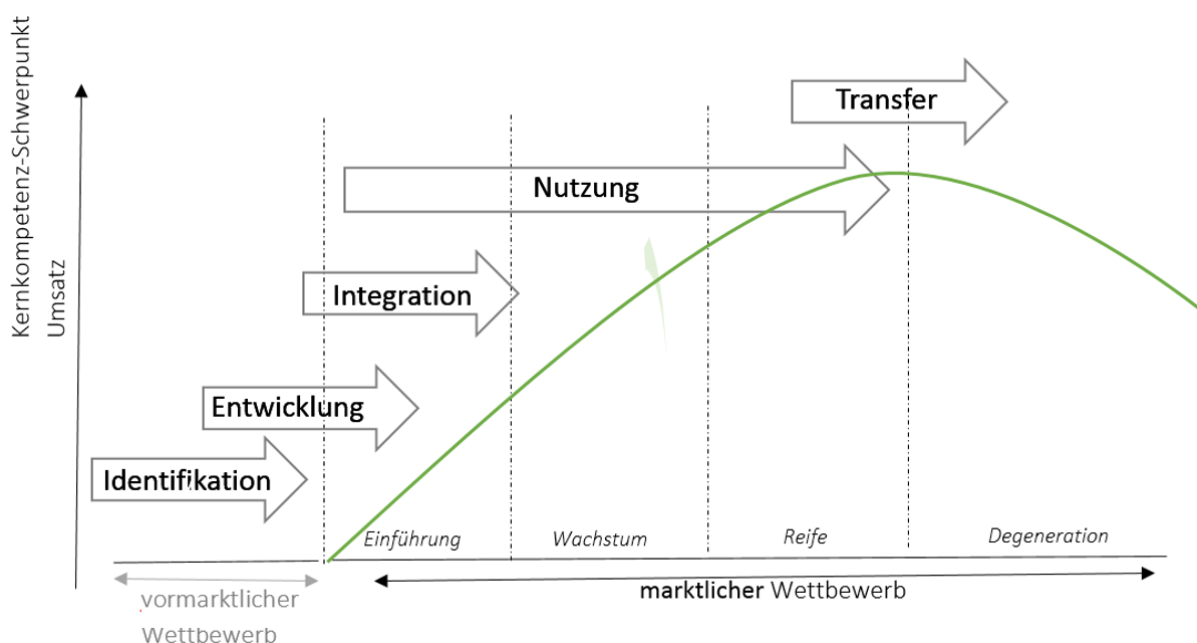 Kernkompetenz-Schwerpunkt
Umsatz
Transfer
Nutzung
Integration
Entwicklung
Identifikation
Einführung
Wachstum
Reife
Degeneration
vormarktlicher
Wettbewerb
marktlicher Wettbewerb